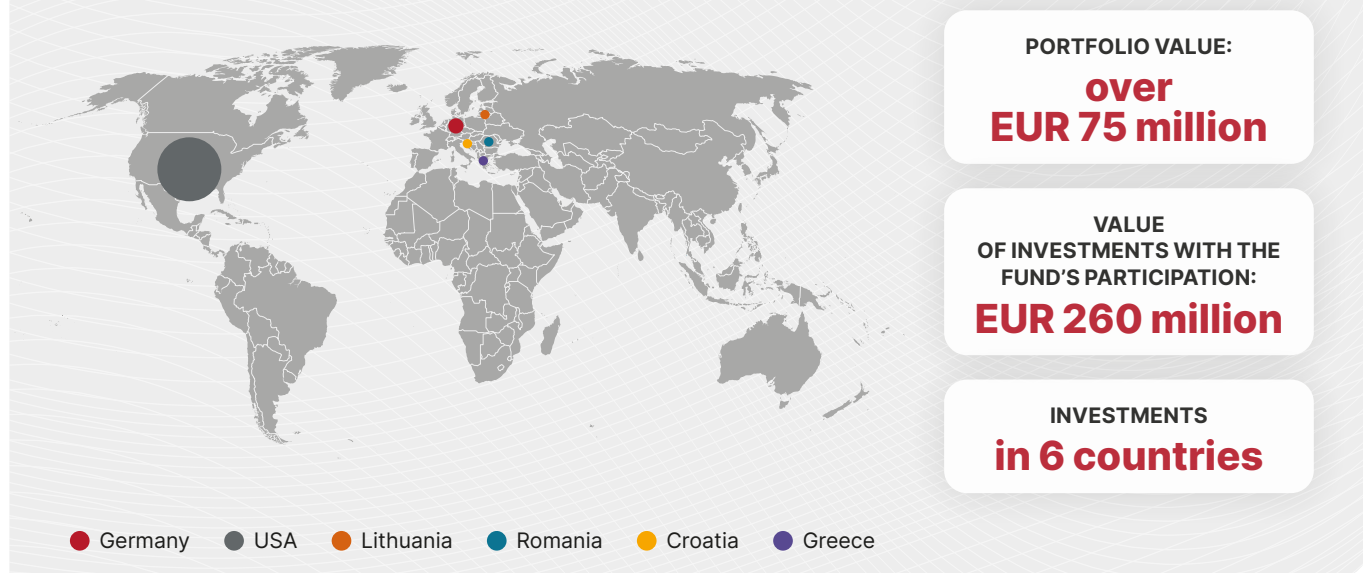 PORTFOLIO VALUE:
over
EUR 75 million
VALUE
OF INVESTMENTS WITH THE
FUND’S PARTICIPATION:
EUR 260 million
INVESTMENTS
in 6 countries
Germany USA Lithuania Romania Croatia Greece